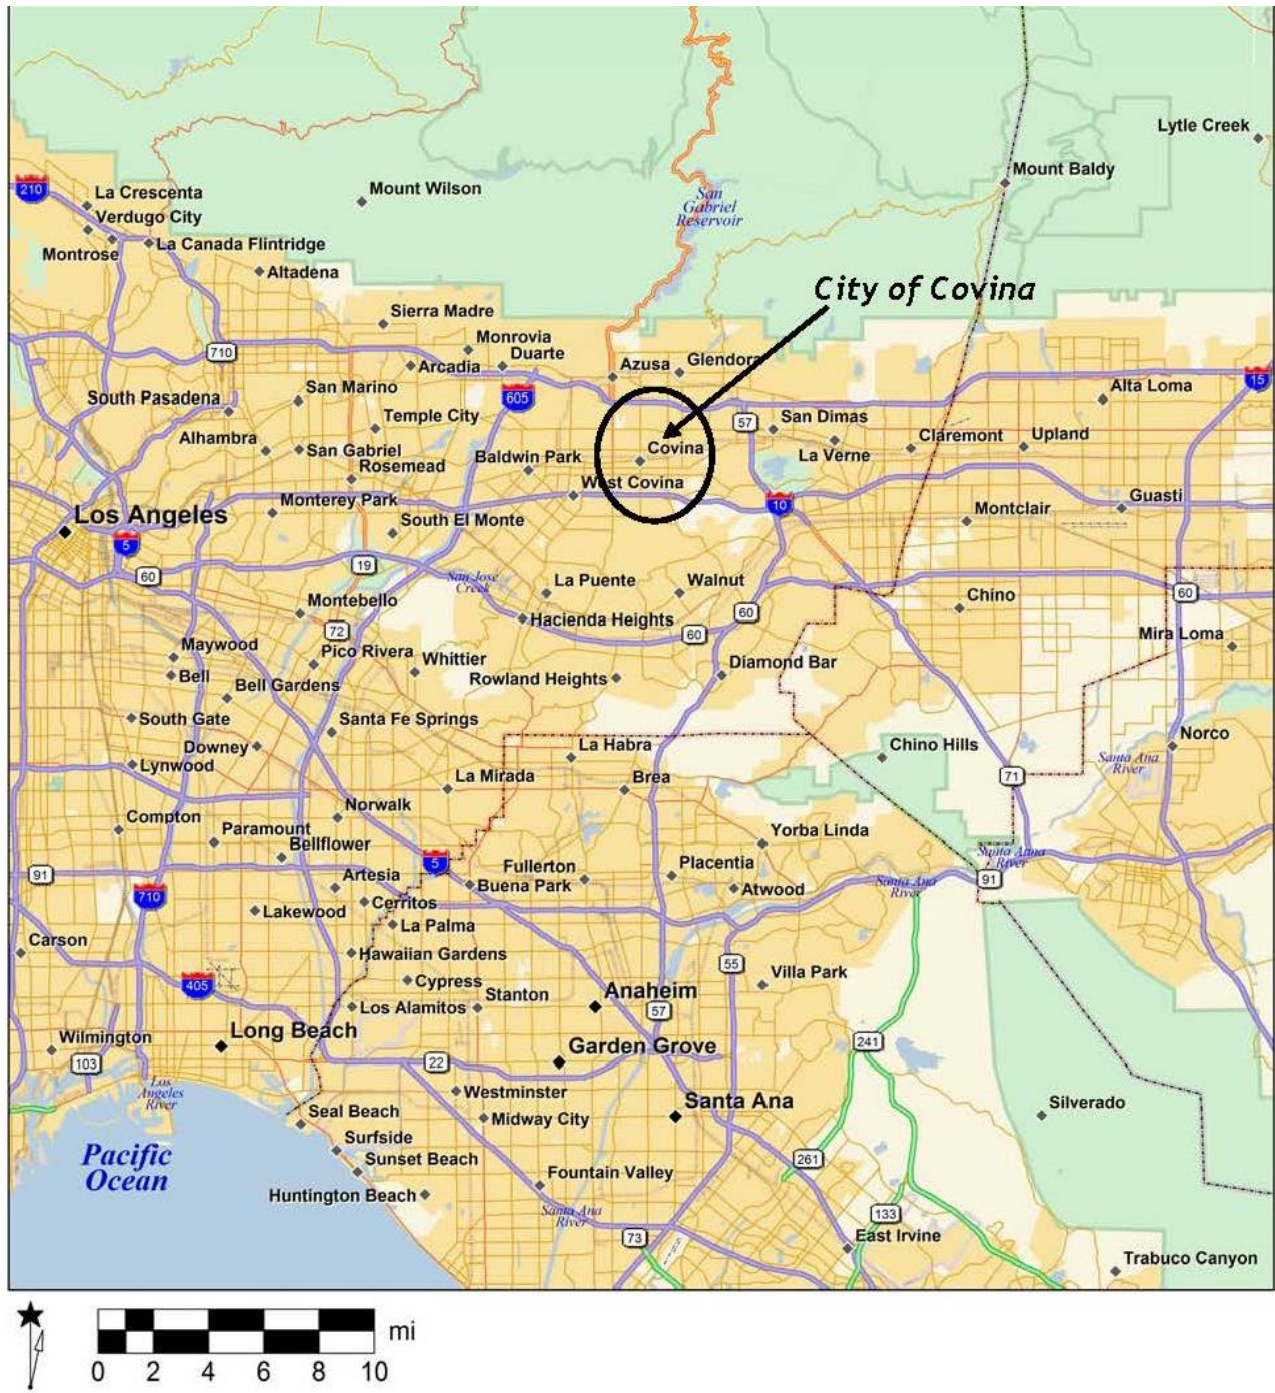 Lytle Creek
Mount Baldy
210
La Crescenta
Mount Wilson
San
Gabriel
Reservoir
Verdugo City
La Canada Flintridge
Montrose
Altadena
City of Covina
Sierra Madre
Monrovia
Duarte
710
Arcadia
Azusa
Glendora
15
San Marino
605
Alta Loma
South Pasadena
Temple City
57
San Dimas
Alhambra
San Gabriel
Rosemead
Baldwin Park
Covina
La Verne
Claremont
Upland
West Covina
Monterey Park
10
Guasti
Los Angeles
South El Monte
Montclair
5
60
19
San Jose
Creek
La Puente
Walnut
Chino
60
Montebello
72
Hacienda Heights
60
60
Mira Loma
Maywood
Pico Rivera
Whittier
Diamond Bar
Bell
Bell Gardens
Rowland Heights
South Gate
Santa Fe Springs
Norco
Downey
La Habra
Chino Hills
Santa Ana
River
Lynwood
La Mirada
Brea
71
Norwalk
Compton
Paramount
Bellflower
Yorba Linda
5
Fullerton
Placentia
Santa Anna
River
91
Artesia
Buena Park
Atwood
Santa Ana
River
91
710
Lakewood
Cerritos
La Palma
Carson
Hawaiian Gardens
55
Villa Park
405
Cypress
Stanton
Anaheim
Los Alamitos
57
Long Beach
Wilmington
Garden Grove
241
103
22
Los
Angeles
River
Westminster
Santa Ana
Silverado
Seal Beach
Midway City
Pacific
Ocean
Surfside
Sunset Beach
261
Fountain Valley
Huntington Beach
Santa Ana
River
133
73
East Irvine
Trabuco Canyon
mi
0 2 4 6 8 10